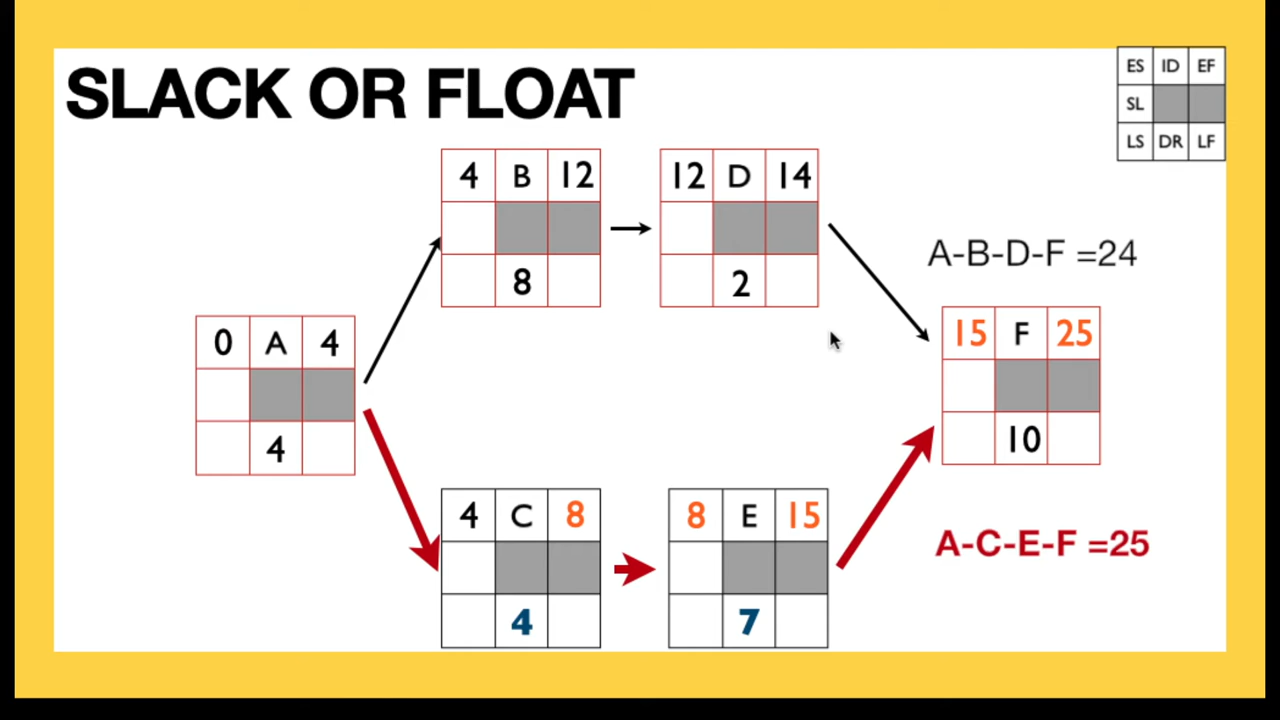 SLACK OR FLOAT
ES ID EF
SL
LS DR LF
4 B 12
8
12 D 14
2
A-B-D-F =24
0 A 4
4
15 F 25
10
4 C 8
4
8 E 15
7
A-C-E-F =25